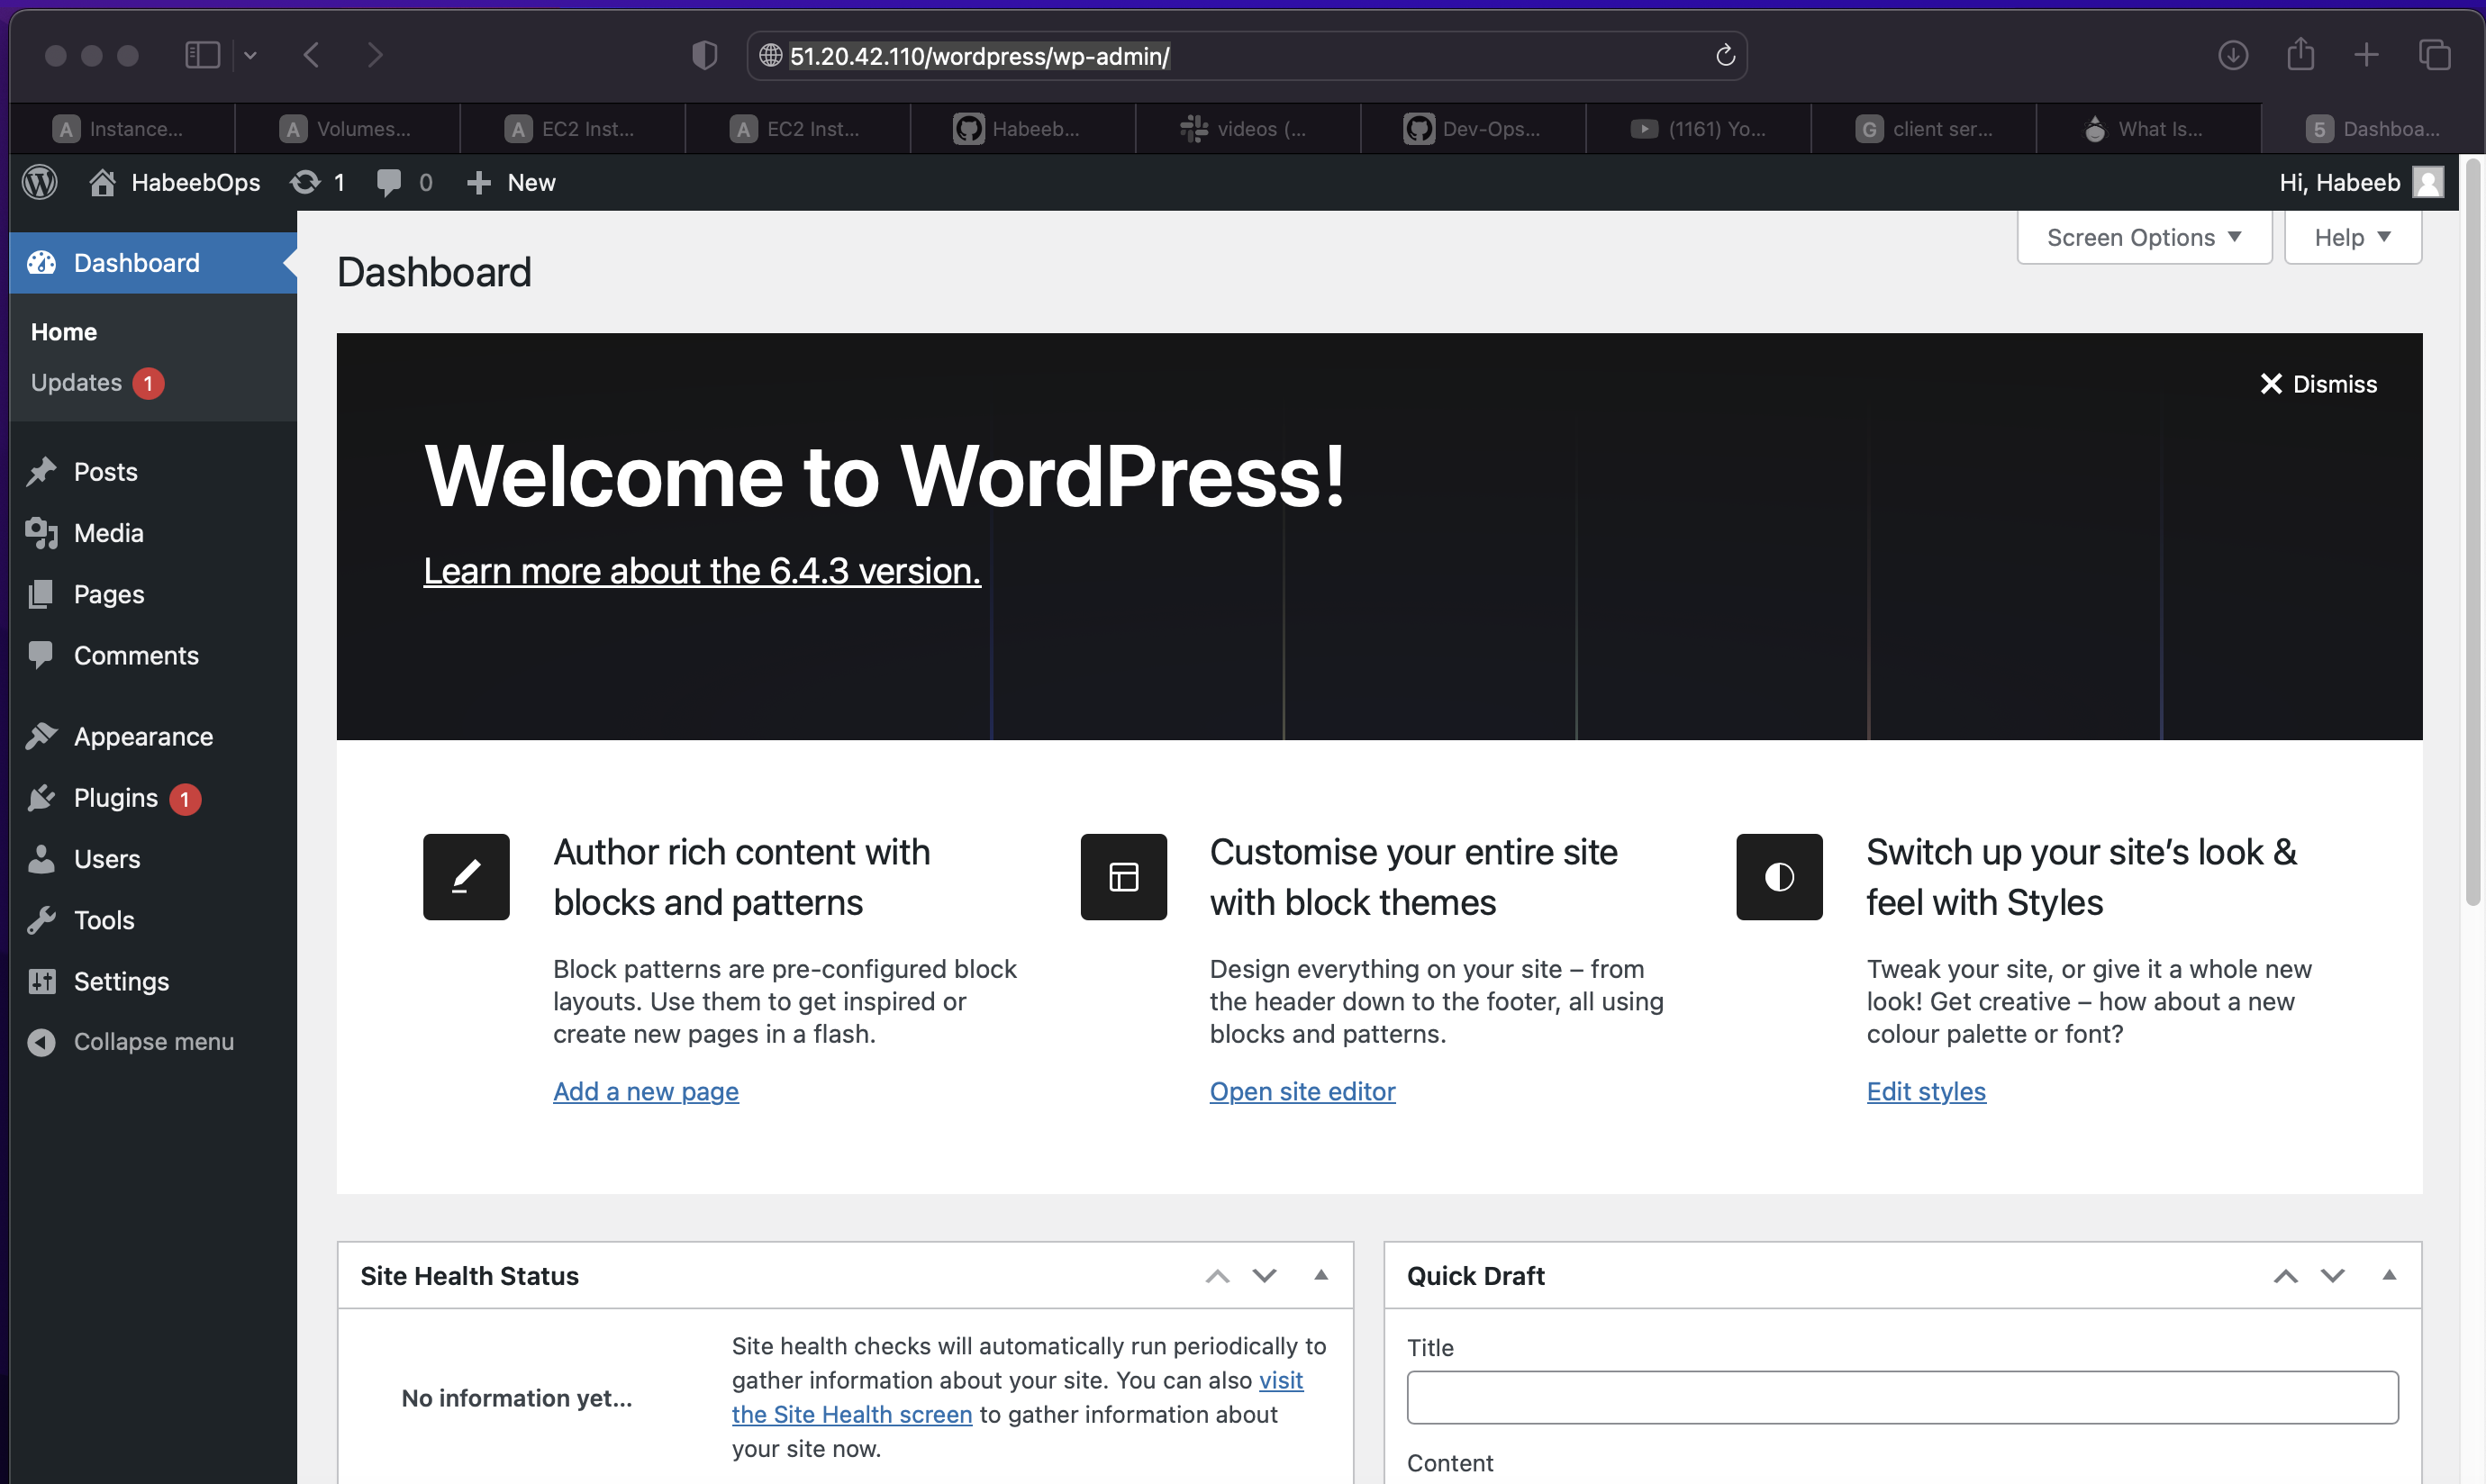 51.20.42.110/wordpress/wp-admin/
A Instance...
A Volumes...
A EC2 Inst...
A EC2 Inst...
Habeeb...
videos (...
Dev-Ops...
(1161) Yo...
G client ser...
What Is...
5 Dashboa...
HabeebOps
1
0
New
Hi, Habeeb
Dashboard
Home
Updates 1
Posts
Media
Pages
Comments
Appearance
Plugins 1
Users
Tools
Settings
Collapse menu
Screen Options
Help
Dashboard
Dismiss
Welcome to WordPress!
Learn more about the 6.4.3 version.
Author rich content with
blocks and patterns
Block patterns are pre-configured block
layouts. Use them to get inspired or
create new pages in a flash.
Add a new page
Customise your entire site
with block themes
Design everything on your site – from
the header down to the footer, all using
blocks and patterns.
Open site editor
Switch up your site’s look &
feel with Styles
Tweak your site, or give it a whole new
look! Get creative – how about a new
colour palette or font?
Edit styles
Site Health Status
No information yet...
Site health checks will automatically run periodically to
gather information about your site. You can also visit
the Site Health screen to gather information about
your site now.
Quick Draft
Title
Content